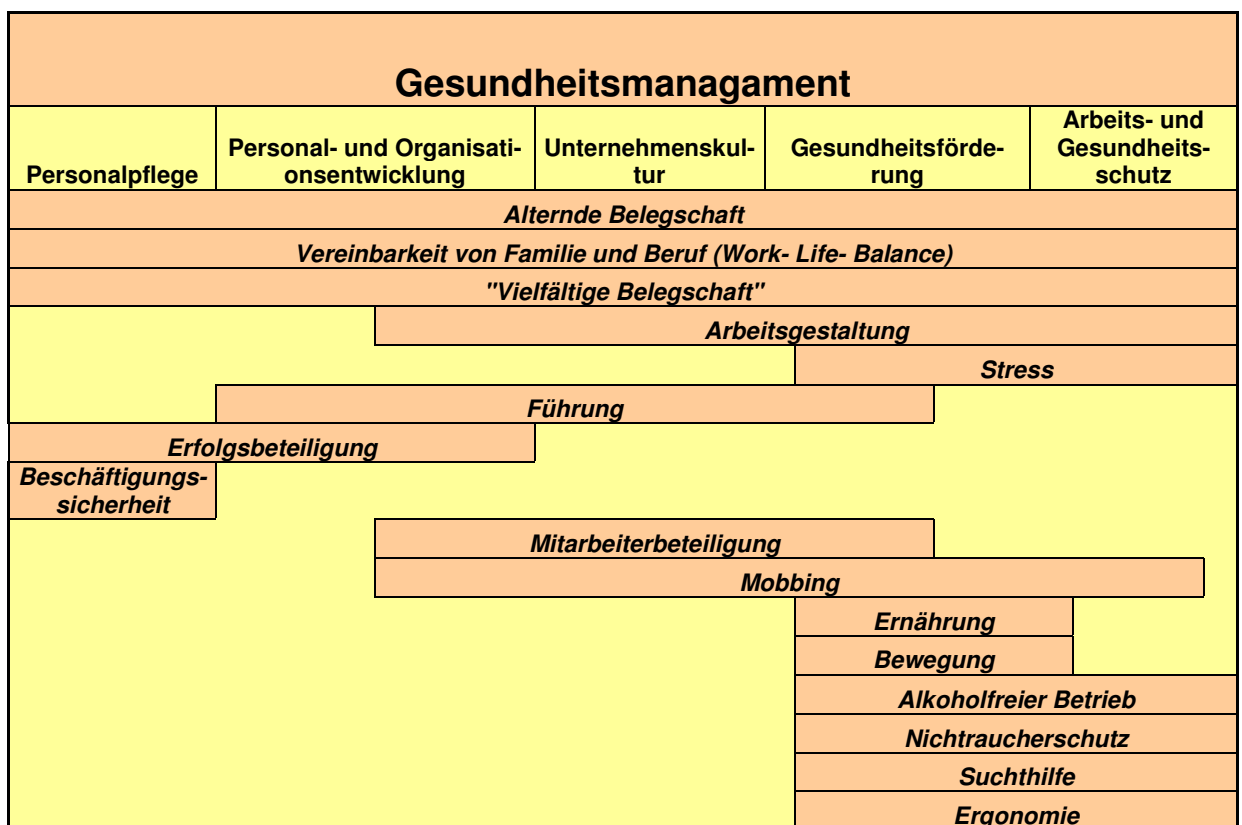 Gesundheitsmanagament
Personalpflege
Personal- und Organisati-
onsentwicklung
Unternehmenskul-
tur
Gesundheitsförde-
rung
Arbeits- und
Gesundheits-
schutz
Alternde Belegschaft
Vereinbarkeit von Familie und Beruf (Work- Life- Balance)
"Vielfältige Belegschaft"
Arbeitsgestaltung
Stress
Führung
Erfolgsbeteiligung
Beschäftigungs-
sicherheit
Mitarbeiterbeteiligung
Mobbing
Ernährung
Bewegung
Alkoholfreier Betrieb
Nichtraucherschutz
Suchthilfe
Ergonomie